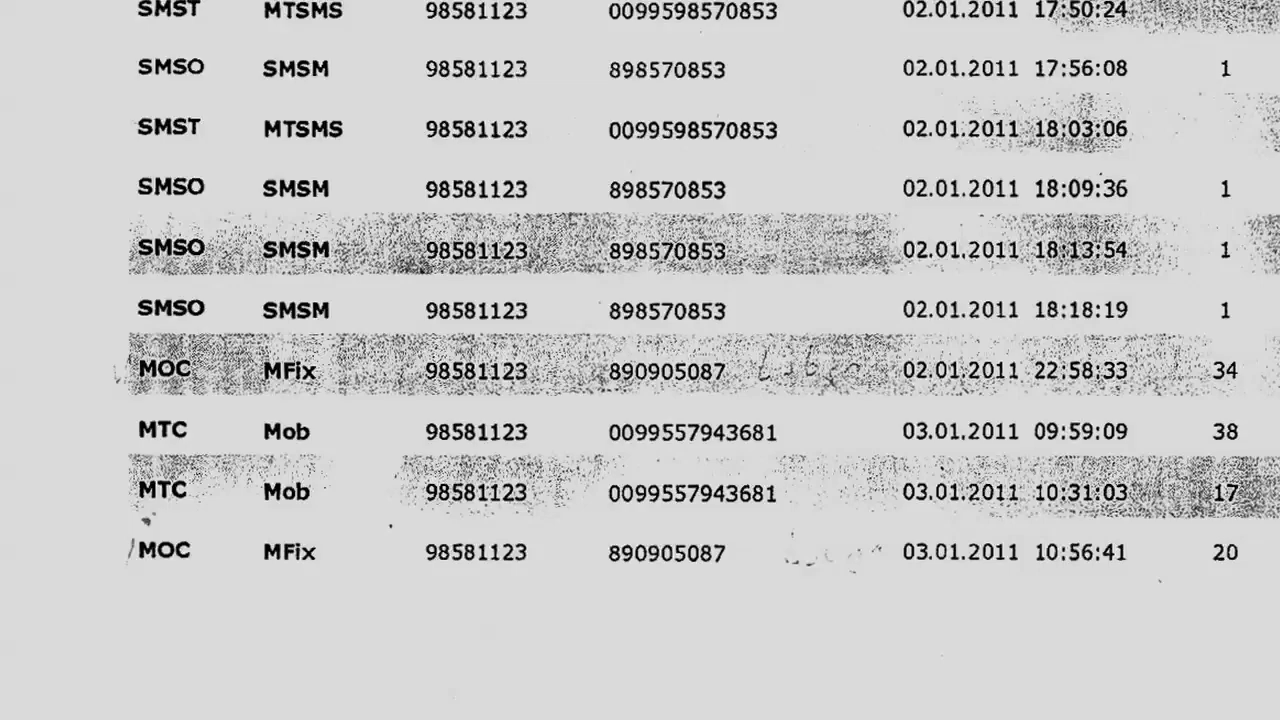 SMST MTSMS 98581123 0099598570853 02.01.2011 17:50:24
SMSO SMSM 98581123 898570853 02.01.2011 17:56:08 1
SMST MTSMS 98581123 0099598570853 02.01.2011 18:03:06
SMSO SMSM 98581123 898570853 02.01.2011 18:09:36 1
SMSO SMSM 98581123 898570853 02.01.2011 18:13:54 1
SMSO SMSM 98581123 898570853 02.01.2011 18:18:19 1
MOC MFix 98581123 890905087 02.01.2011 22:58:33 34
MTC Mob 98581123 0099557943681 03.01.2011 09:59:09 38
MTC Mob 98581123 0099557943681 03.01.2011 10:31:03 17
MOC MFix 98581123 890905087 03.01.2011 10:56:41 20